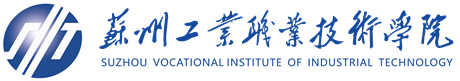 蘇州工業職業技術學院
SUZHOU VOCATIONAL INSTITUTE OF INDUSTRIAL TECHNOLOGY